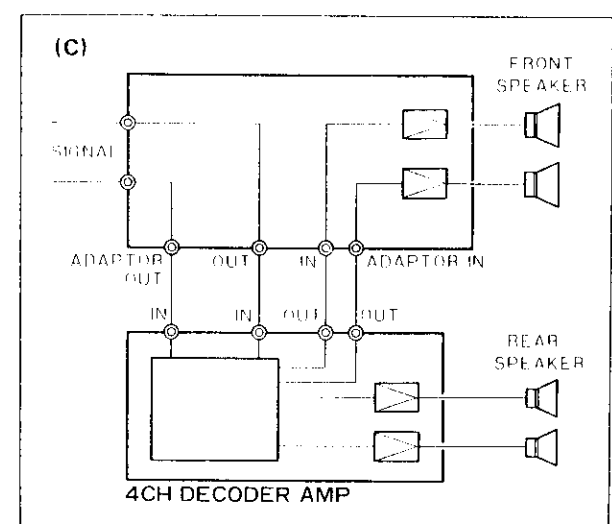 (C)
FRONT
SPEAKER
SIGNAL
ADAPTOR
OUT
OUT
IN
ADAPTOR IN
IN
IN
OUT
OUT
REAR
SPEAKER
4CH DECODER AMP